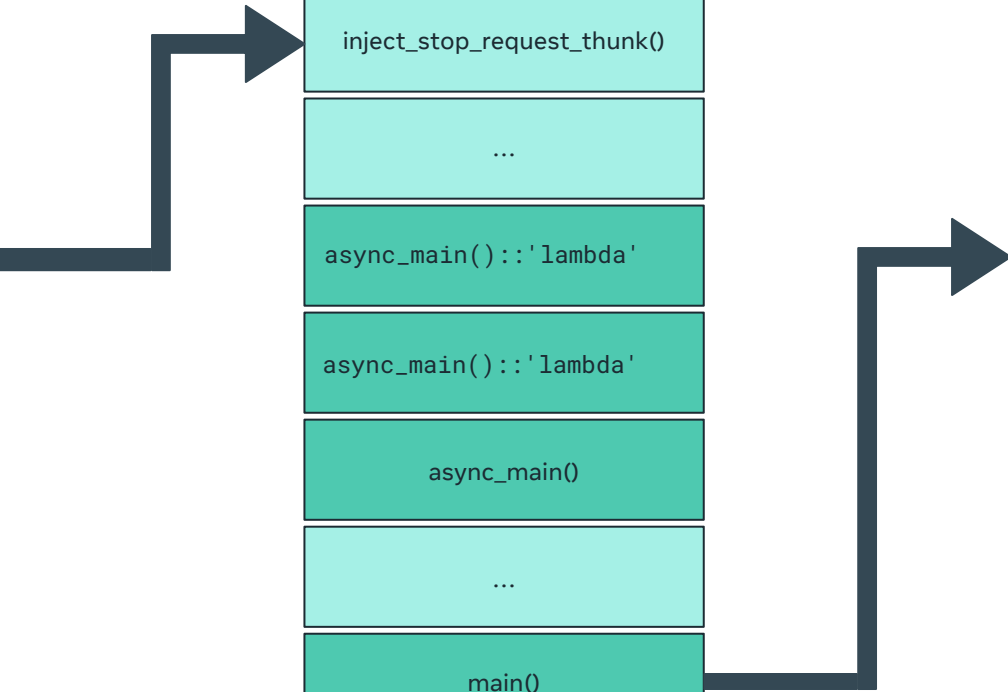 inject_stop_request_thunk()
...
async_main()::'lambda'
async_main()::'lambda'
async_main()
...
main()